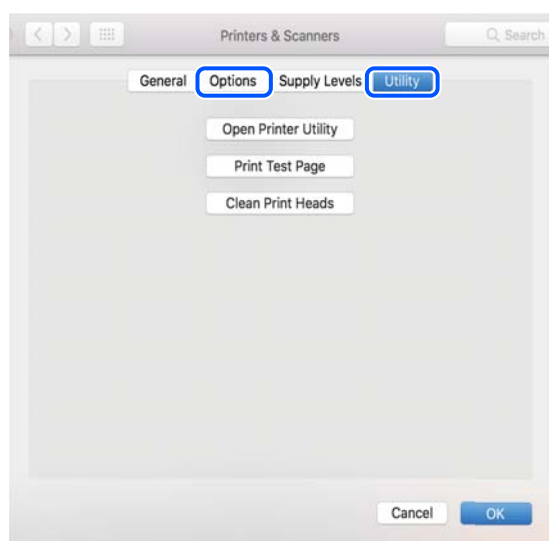 Printers & Scanners Search
General Options Supply Levels Utility
Open Printer Utility
Print Test Page
Clean Print Heads
Cancel OK